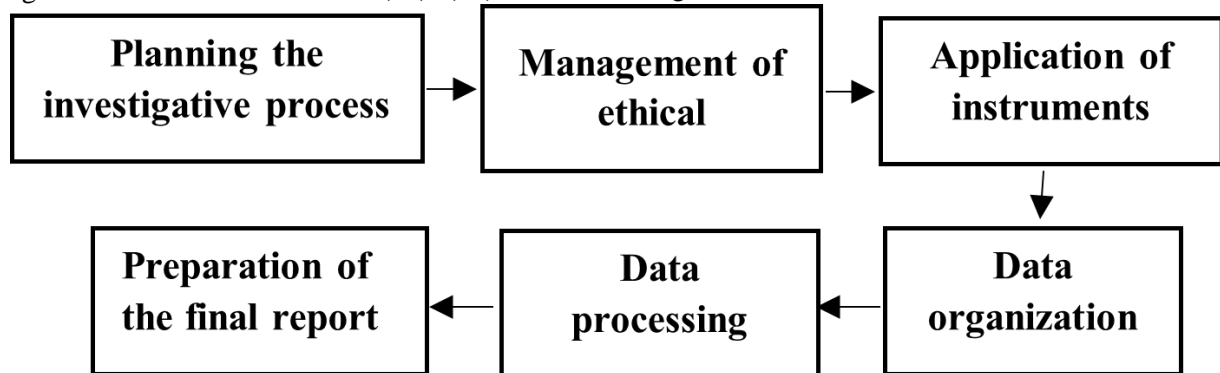 Planning the
investigative process
Management of
ethical
Application of
instruments
Data
organization
Data
processing
Preparation of
the final report